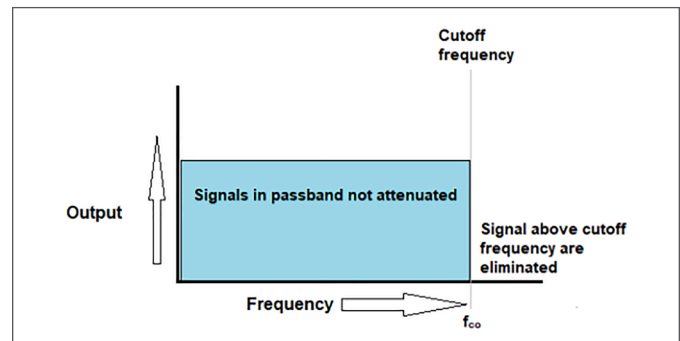 Cutoff
frequency
Signals in passband not attenuated
Output
Signal above cutoff
frequency are
eliminated
Frequency
fco